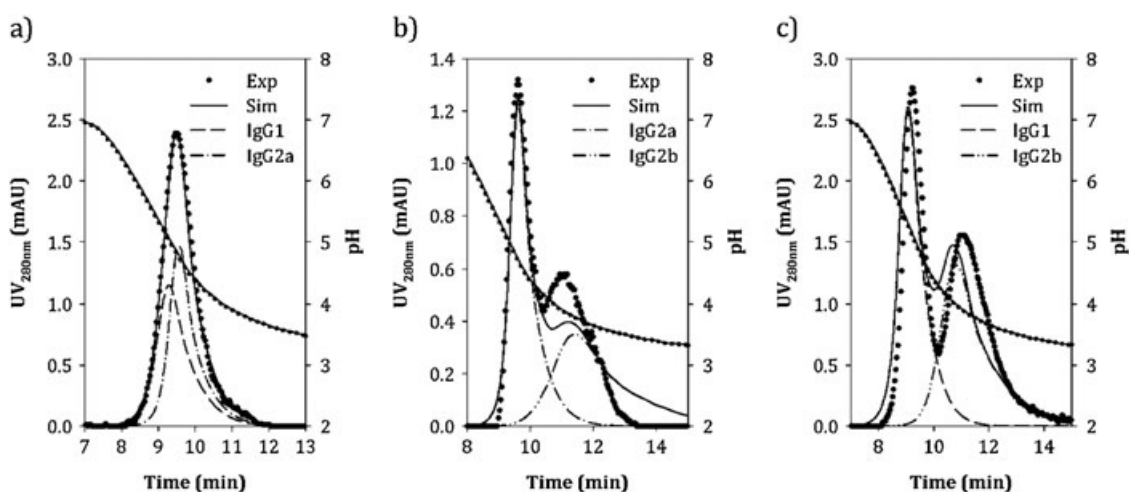 a)
3.0
2.5
2.0
1.5
1.0
0.5
0.0
UV280nm (mAU)
Exp
Sim
IgG1
IgG2a
8
7
6
5
4
3
2
pH
7 8 9 10 11 12 13
Time (min)
b)
1.4
1.2
1.0
0.8
0.6
0.4
0.2
0.0
UV280nm (mAU)
Exp
Sim
IgG2a
IgG2b
8
7
6
5
4
3
2
pH
8 10 12 14
Time (min)
c)
3.0
2.5
2.0
1.5
1.0
0.5
0.0
UV280nm (mAU)
Exp
Sim
IgG1
IgG2b
8
7
6
5
4
3
2
pH
8 10 12 14
Time (min)